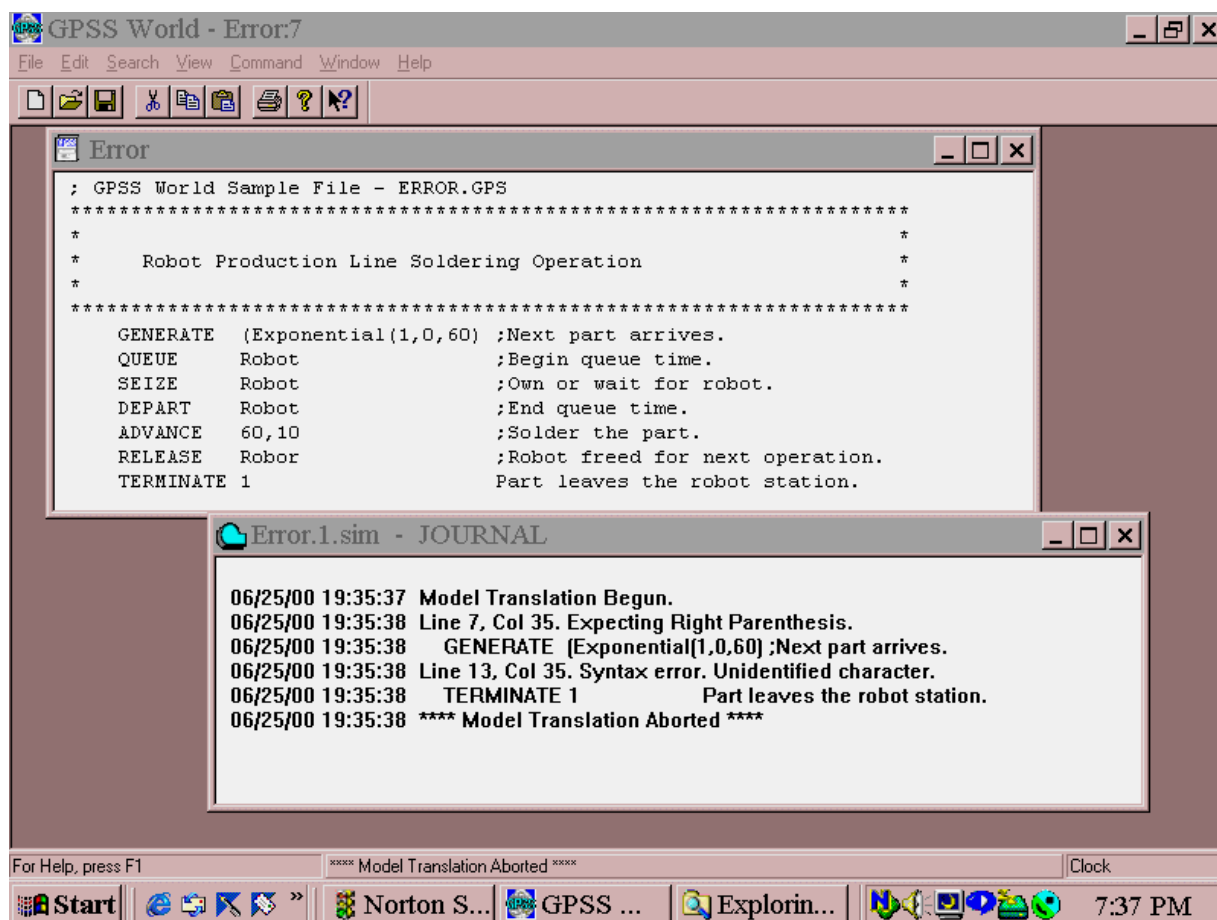 GPSS World - Error:7
File Edit Search View Command Window Help
Error
; GPSS World Sample File - ERROR.GPS
*********************************************************************
* *
* Robot Production Line Soldering Operation *
* *
*********************************************************************
GENERATE (Exponential(1,0,60) ;Next part arrives.
QUEUE Robot ;Begin queue time.
SEIZE Robot ;Own or wait for robot.
DEPART Robot ;End queue time.
ADVANCE 60,10 ;Solder the part.
RELEASE Robor ;Robot freed for next operation.
TERMINATE 1 Part leaves the robot station.
Error.1.sim - JOURNAL
06/25/00 19:35:37 Model Translation Begun.
06/25/00 19:35:38 Line 7, Col 35. Expecting Right Parenthesis.
06/25/00 19:35:38 GENERATE (Exponential(1,0,60) ;Next part arrives.
06/25/00 19:35:38 Line 13, Col 35. Syntax error. Unidentified character.
06/25/00 19:35:38 TERMINATE 1 Part leaves the robot station.
06/25/00 19:35:38 **** Model Translation Aborted ****
For Help, press F1 **** Model Translation Aborted **** Clock
Start » Norton S... GPSS ... Explorin... 7:37 PM